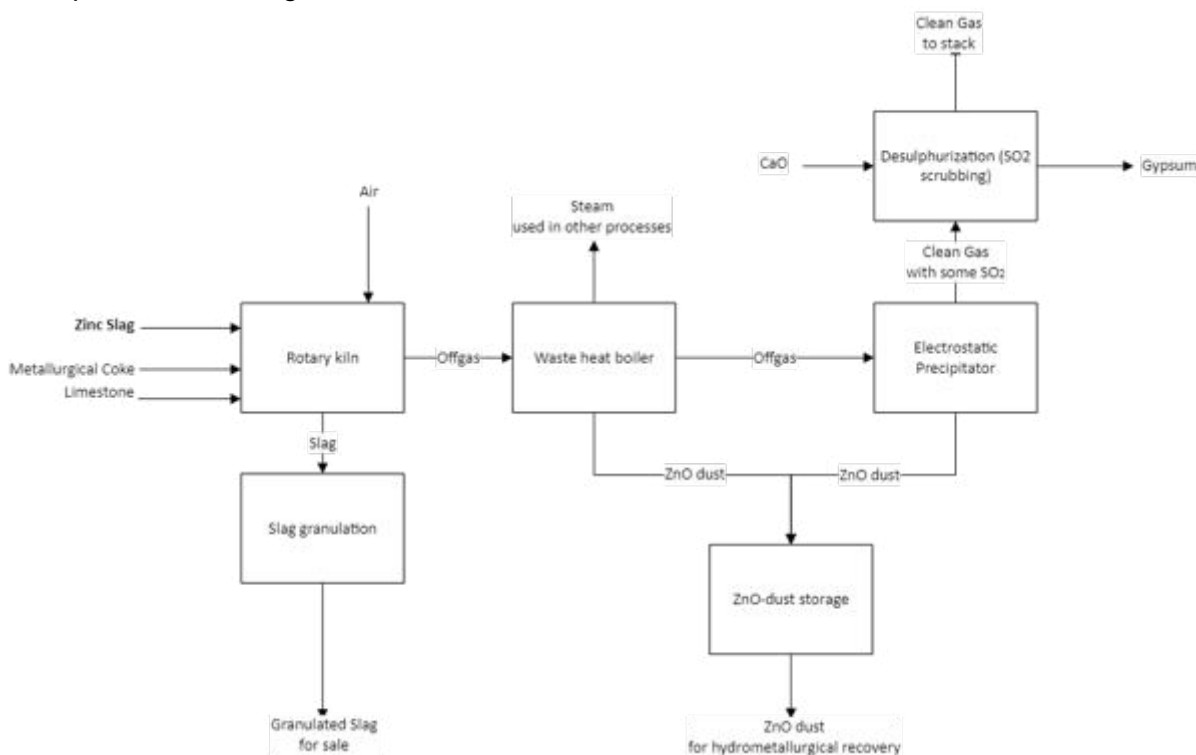 Clean Gas
to stack
CaO
Desulphurization (SO2
scrubbing)
Gypsum
Air
Steam
used in other processes
Clean Gas
with some SO₂
Zinc Slag
Metallurgical Coke
Limestone
Rotary kiln
Offgas
Waste heat boiler
Offgas
Electrostatic
Precipitator
Slag
ZnO dust
ZnO dust
Slag granulation
ZnO-dust storage
Granulated Slag
for sale
ZnO dust
for hydrometallurgical recovery